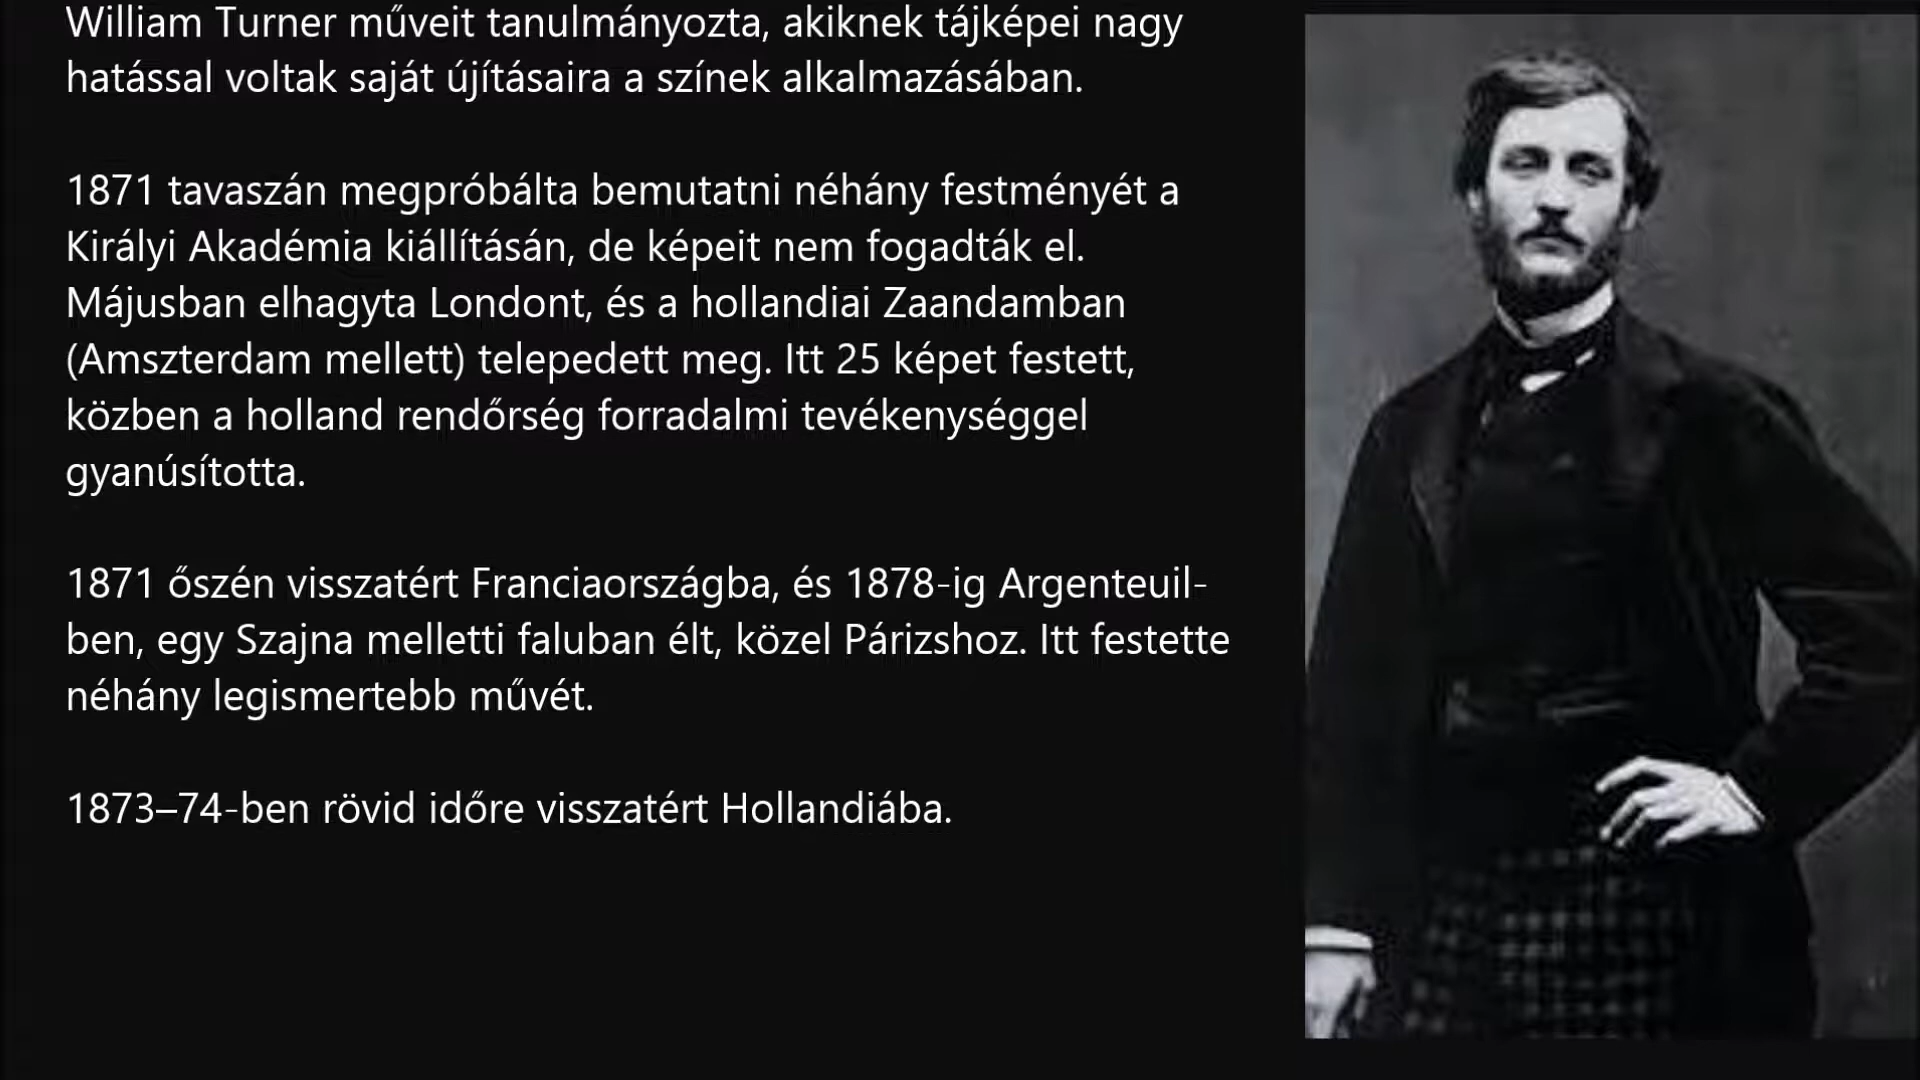 William Turner műveit tanulmányozta, akiknek tájképei nagy
hatással voltak saját újításaira a színek alkalmazásában.
1871 tavaszán megpróbálta bemutatni néhány festményét a
Királyi Akadémia kiállításán, de képeit nem fogadták el.
Májusban elhagyta Londont, és a hollandiai Zaandamban
(Amszterdam mellett) telepedett meg. Itt 25 képet festett,
közben a holland rendőrség forradalmi tevékenységgel
gyanúsította.
1871 őszén visszatért Franciaországba, és 1878-ig Argenteuil-
ben, egy Szajna melletti faluban élt, közel Párizshoz. Itt festette
néhány legismertebb művét.
1873–74-ben rövid időre visszatért Hollandiába.